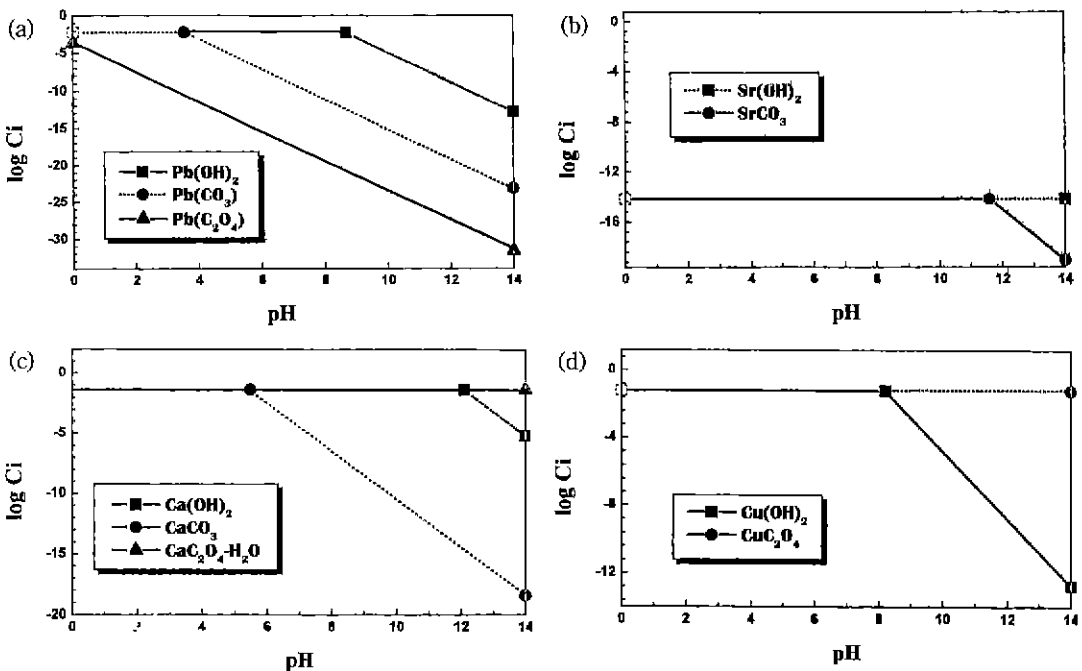 (a)
0
-5
-10
-15
-20
-25
-30
log Ci
Pb(OH)₂
Pb(CO₃)
Pb(C₂O₄)
0 2 4 6 8 10 12 14
pH
(b)
0
-4
-8
-12
-16
log Ci
Sr(OH)₂
SrCO₃
0 2 4 6 8 10 12 14
pH
(c)
0
-5
-10
-15
-20
log Ci
Ca(OH)₂
CaCO₃
CaC₂O₄-H₂O
0 2 4 6 8 10 12 14
pH
(d)
0
-4
-8
-12
log Ci
Cu(OH)₂
CuC₂O₄
0 2 4 6 8 10 12 14
pH